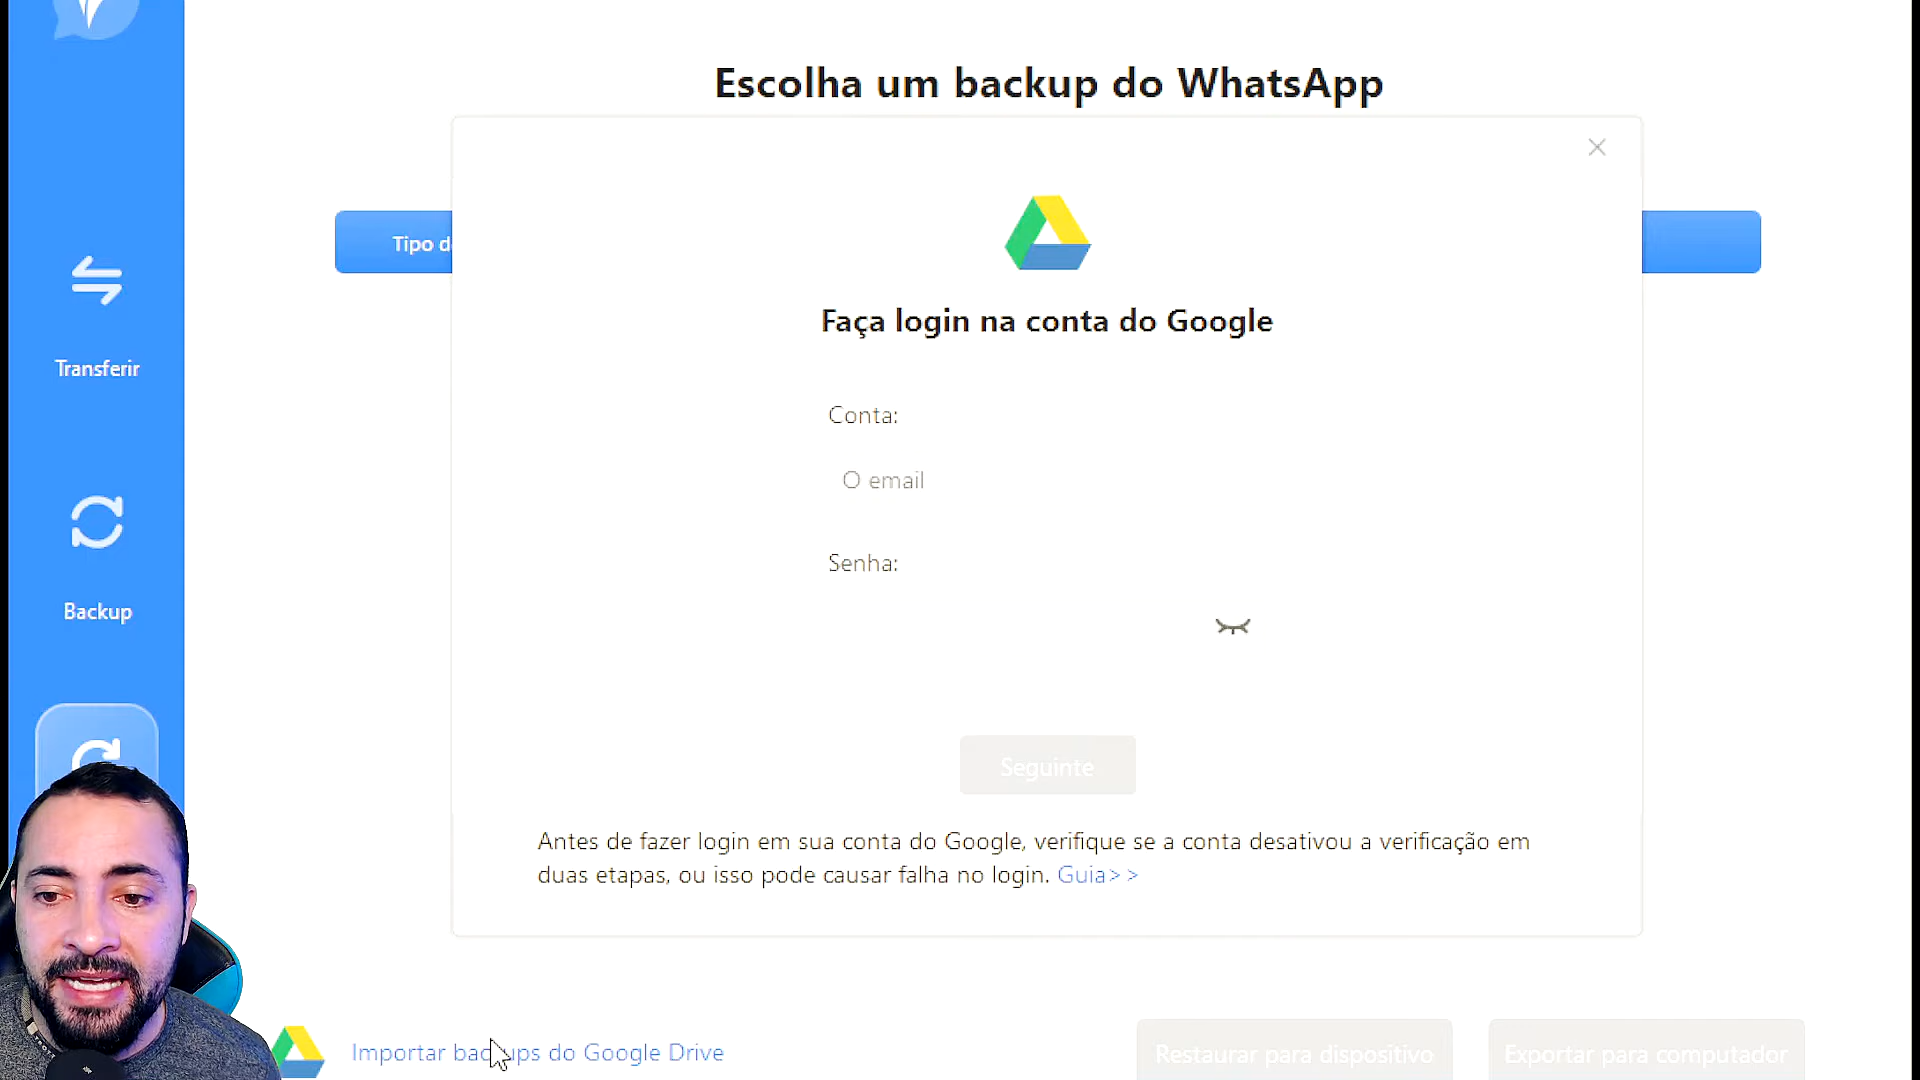 Escolha um backup do WhatsApp
Tipo d
Faça login na conta do Google
Conta:
O email
Senha:
Seguinte
Antes de fazer login em sua conta do Google, verifique se a conta desativou a verificação em
duas etapas, ou isso pode causar falha no login. Guia>>
Transferir
Backup
Importar backups do Google Drive
Restaurar para dispositivo
Exportar para computador